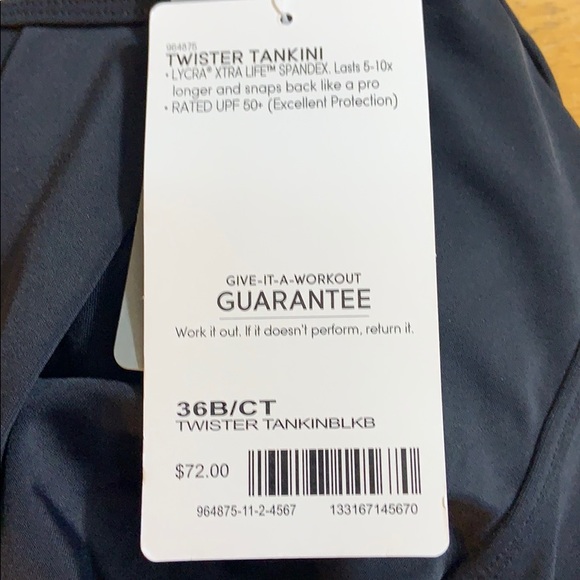 964875
TWISTER TANKINI
• LYCRA® XTRA LIFE™ SPANDEX. Lasts 5-10x
longer and snaps back like a pro
• RATED UPF 50+ (Excellent Protection)
GIVE-IT-A-WORKOUT
GUARANTEE
Work it out. If it doesn't perform, return it.
36B/CT
TWISTER TANKINBLKB
$72.00
964875-11-2-4567 133167145670